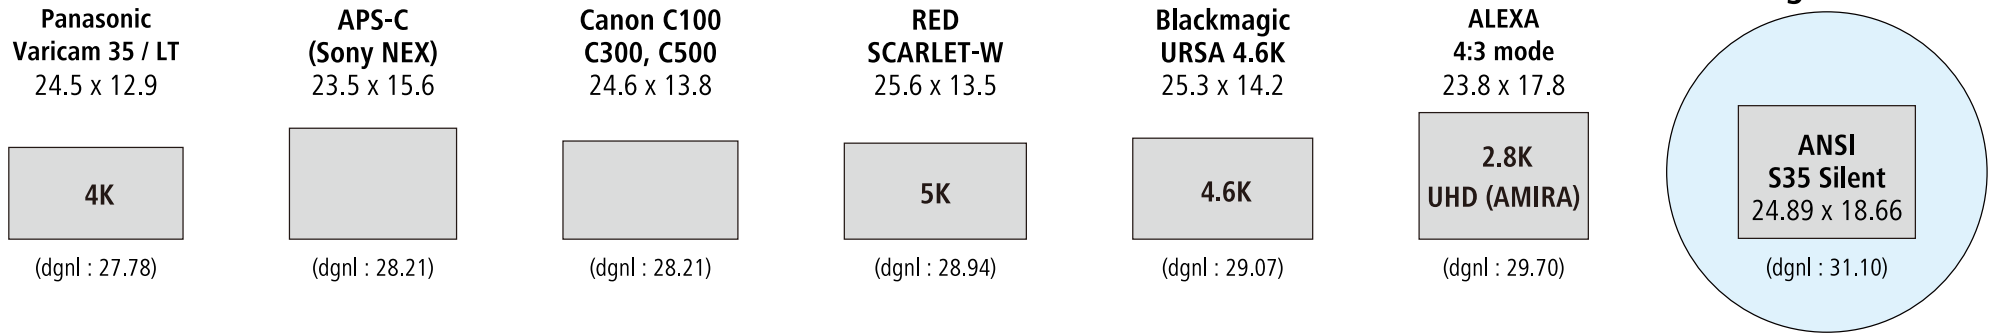 Panasonic
Varicam 35 / LT
24.5 x 12.9
4K
(dgnl : 27.78)
APS-C
(Sony NEX)
23.5 x 15.6
(dgnl : 28.21)
Canon C100
C300, C500
24.6 x 13.8
(dgnl : 28.21)
RED
SCARLET-W
25.6 x 13.5
5K
(dgnl : 28.94)
Blackmagic
URSA 4.6K
25.3 x 14.2
4.6K
(dgnl : 29.07)
ALEXA
4:3 mode
23.8 x 17.8
2.8K
UHD (AMIRA)
(dgnl : 29.70)
ANSI
S35 Silent
24.89 x 18.66
(dgnl : 31.10)